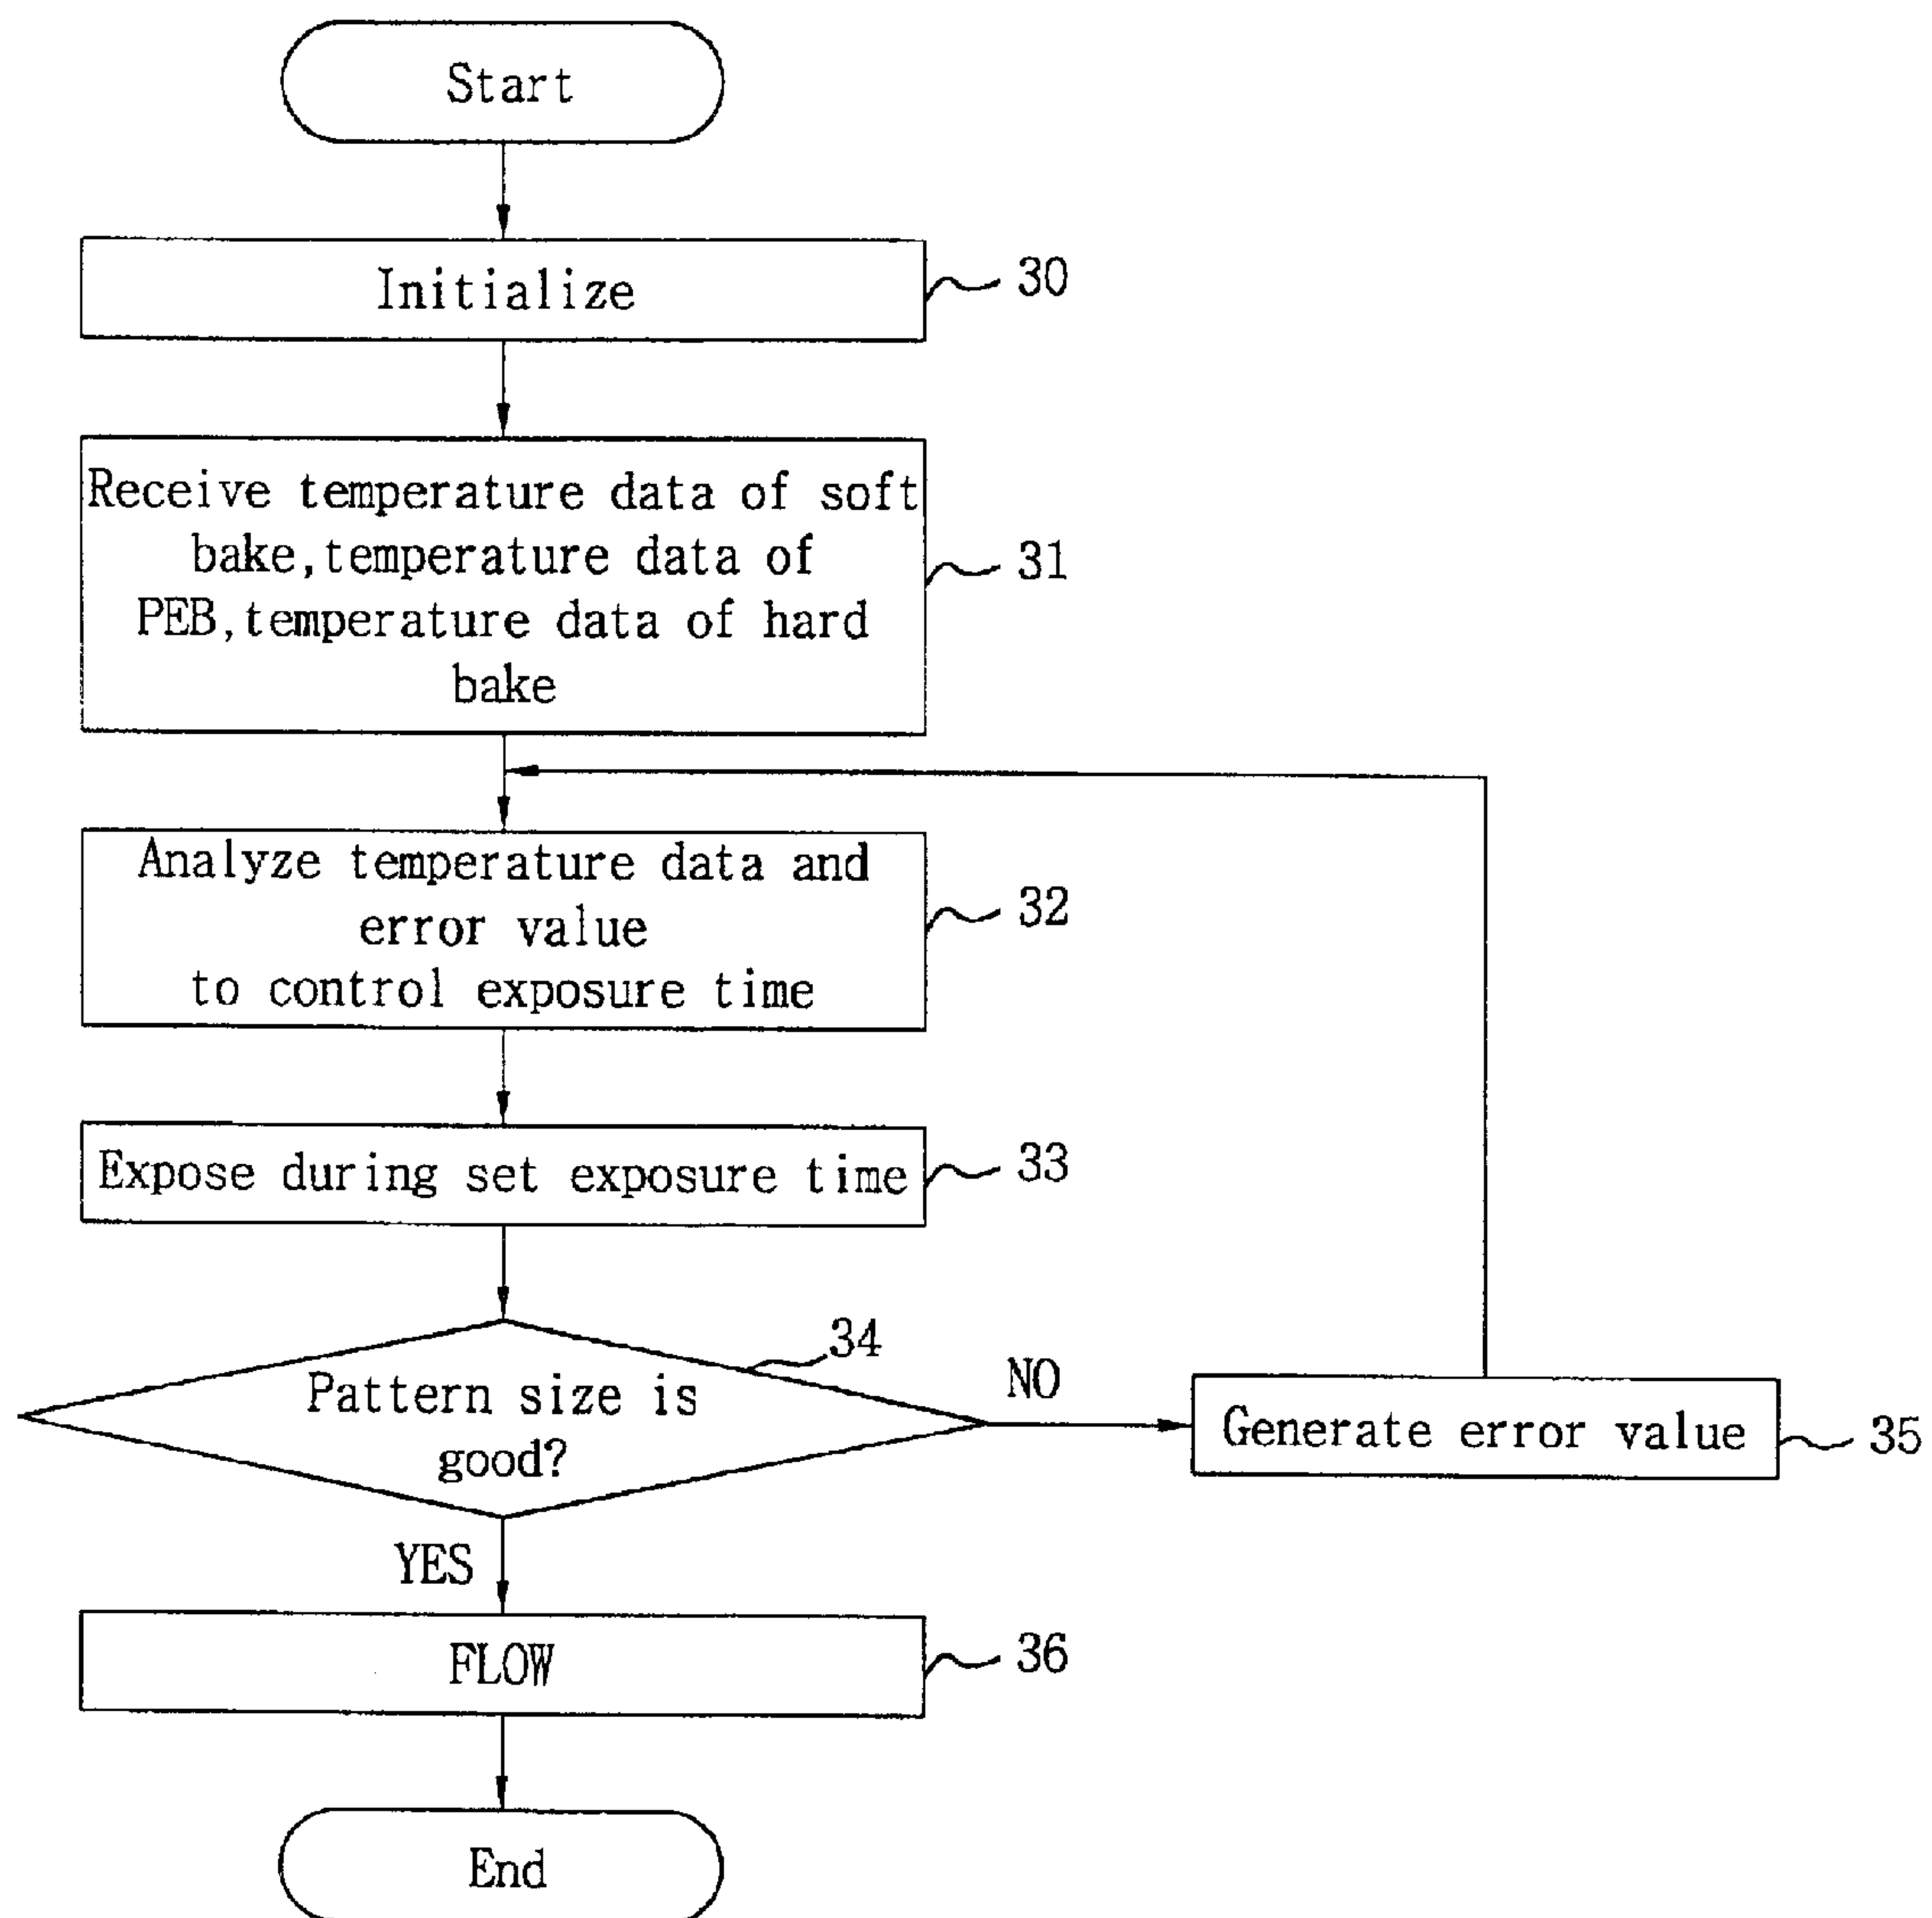 Start
Initialize
30
Receive temperature data of soft
bake,temperature data of
PEB,temperature data of hard
bake
31
Analyze temperature data and
error value
to control exposure time
32
Expose during set exposure time
33
34
Pattern size is
good?
NO
Generate error value
35
YES
FLOW
36
End